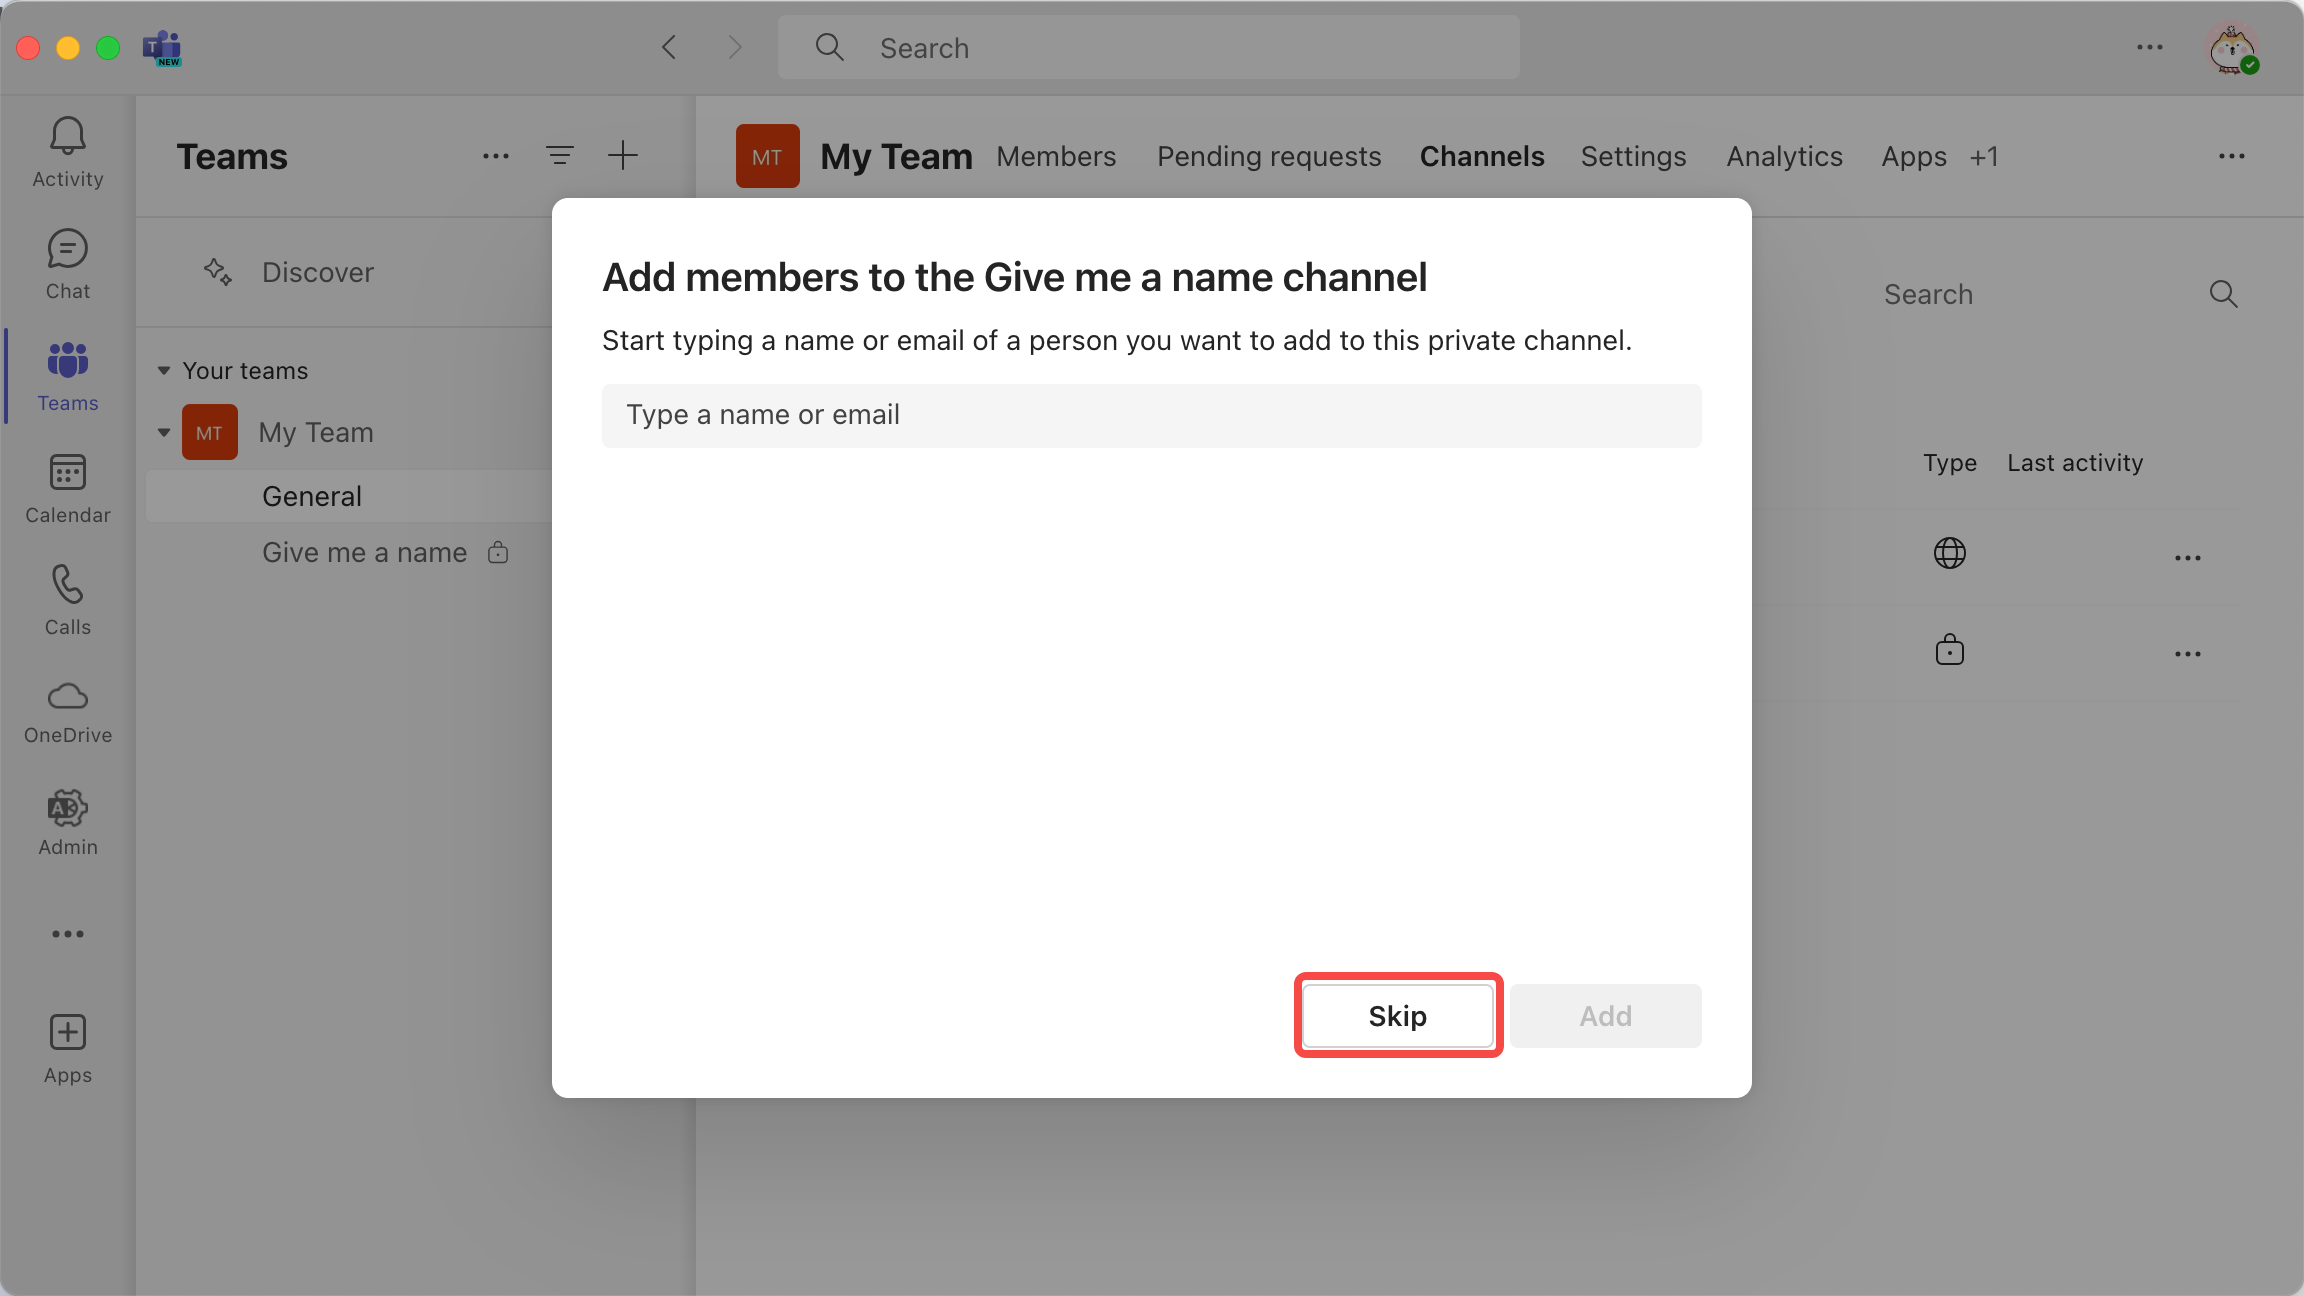 T
NEW
Search
Activity
Chat
Teams
Calendar
Calls
OneDrive
A
Admin
Apps
Teams
Discover
Your teams
MT My Team
General
Give me a name
MT My Team Members Pending requests Channels Settings Analytics Apps +1
Search
Type Last activity
Add members to the Give me a name channel
Start typing a name or email of a person you want to add to this private channel.
Type a name or email
Skip Add